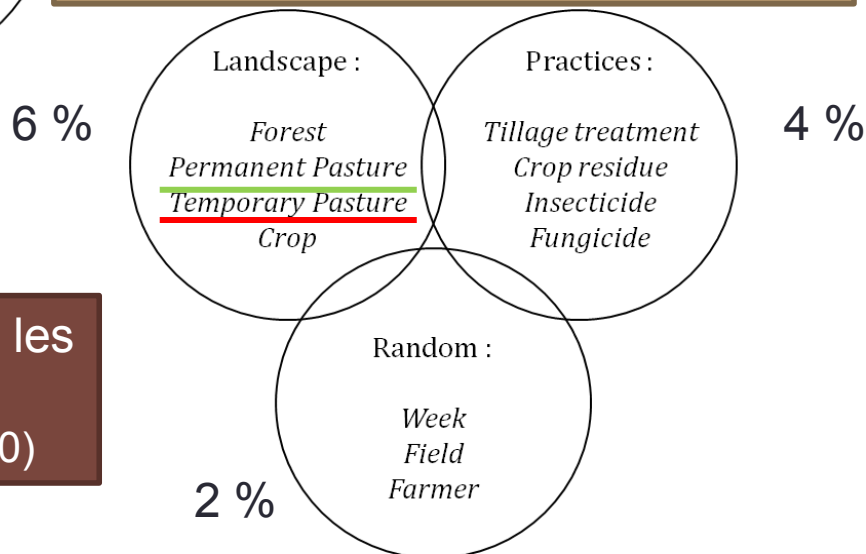 6 %
Landscape :
Forest
Permanent Pasture
Temporary Pasture
Crop
Practices :
Tillage treatment
Crop residue
Insecticide
Fungicide
4 %
les
0)
Random :
Week
Field
Farmer
2 %